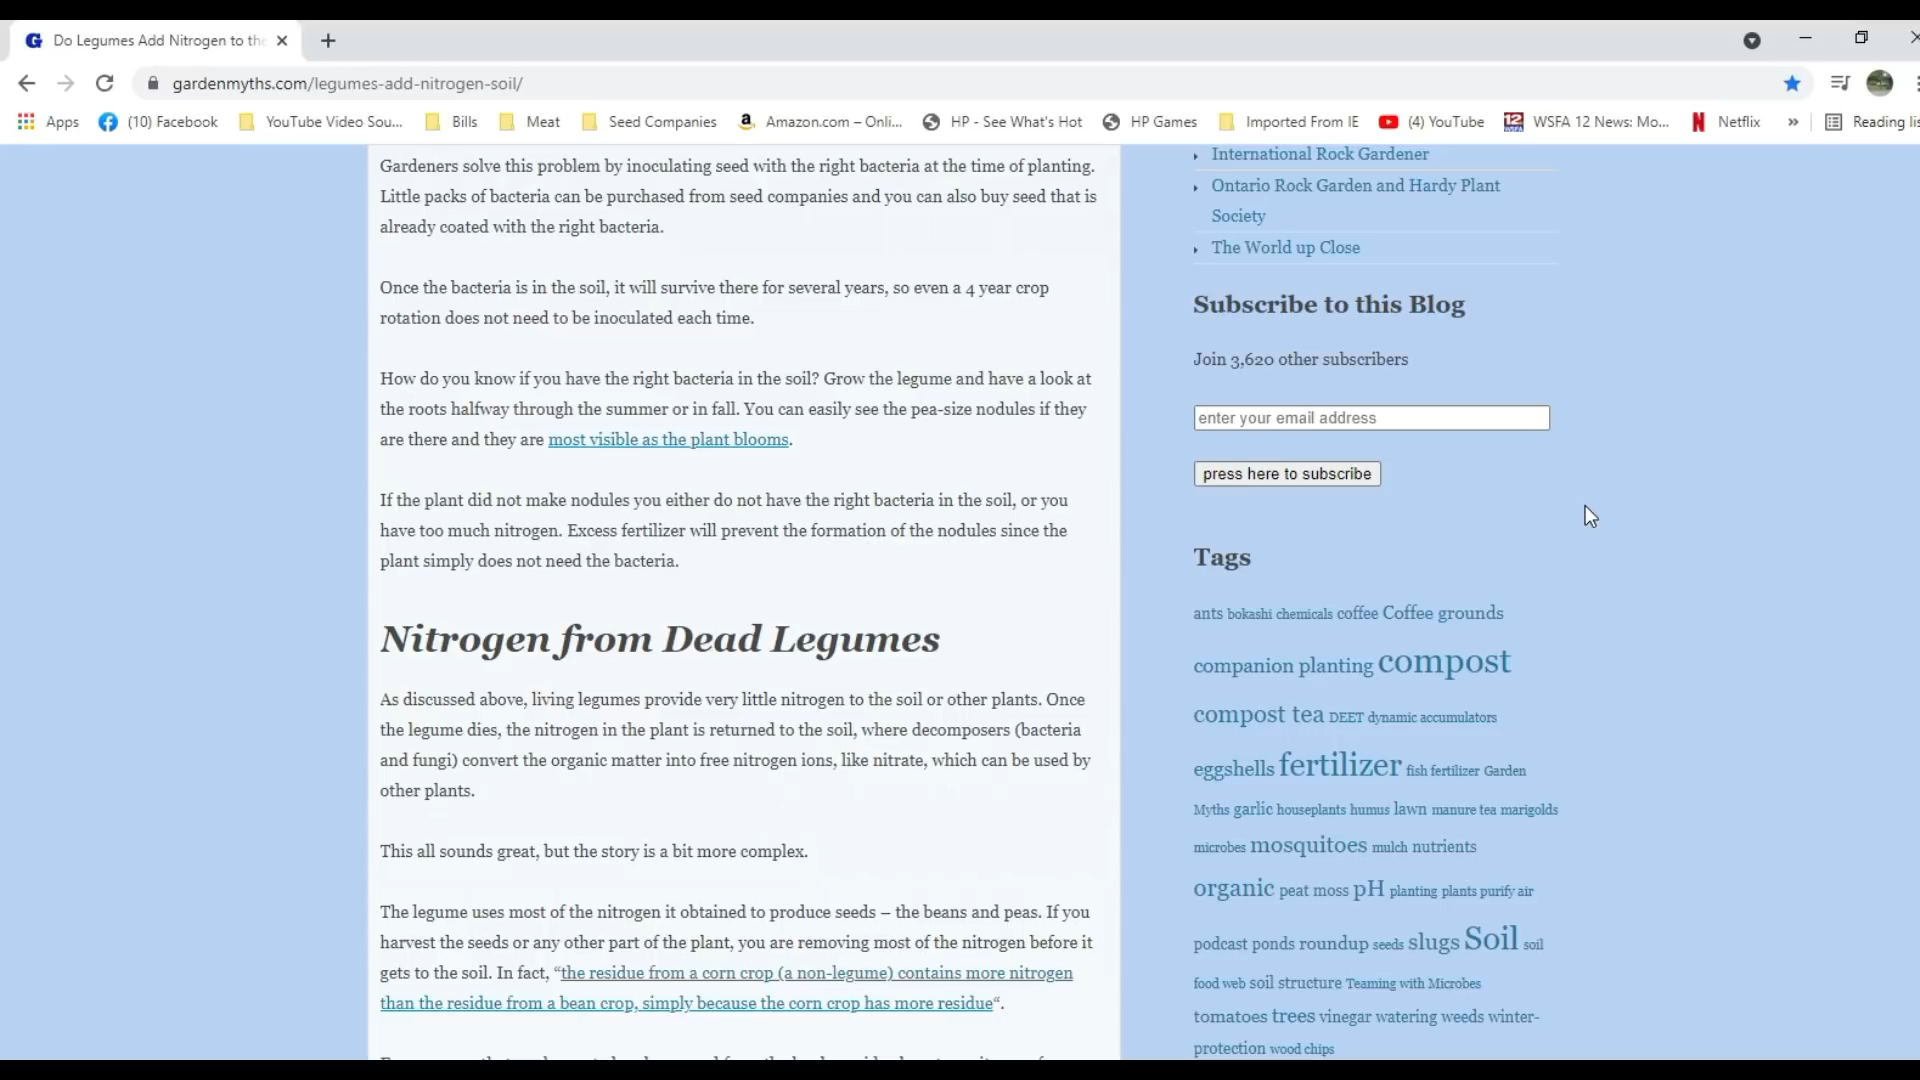 Do Legumes Add Nitrogen to the
gardenmyths.com/legumes-add-nitrogen-soil/
Apps (10) Facebook YouTube Video Sou... Bills Meat Seed Companies Amazon.com – Onli... HP - See What's Hot HP Games Imported From IE (4) YouTube WSFA 12 News: Mo... Netflix » Reading lis
Gardeners solve this problem by inoculating seed with the right bacteria at the time of planting.
Little packs of bacteria can be purchased from seed companies and you can also buy seed that is
already coated with the right bacteria.
Once the bacteria is in the soil, it will survive there for several years, so even a 4 year crop
rotation does not need to be inoculated each time.
How do you know if you have the right bacteria in the soil? Grow the legume and have a look at
the roots halfway through the summer or in fall. You can easily see the pea-size nodules if they
are there and they are most visible as the plant blooms.
If the plant did not make nodules you either do not have the right bacteria in the soil, or you
have too much nitrogen. Excess fertilizer will prevent the formation of the nodules since the
plant simply does not need the bacteria.
Nitrogen from Dead Legumes
As discussed above, living legumes provide very little nitrogen to the soil or other plants. Once
the legume dies, the nitrogen in the plant is returned to the soil, where decomposers (bacteria
and fungi) convert the organic matter into free nitrogen ions, like nitrate, which can be used by
other plants.
This all sounds great, but the story is a bit more complex.
The legume uses most of the nitrogen it obtained to produce seeds – the beans and peas. If you
harvest the seeds or any other part of the plant, you are removing most of the nitrogen before it
gets to the soil. In fact, “the residue from a corn crop (a non-legume) contains more nitrogen
than the residue from a bean crop, simply because the corn crop has more residue“.
International Rock Gardener
Ontario Rock Garden and Hardy Plant
Society
The World up Close
Subscribe to this Blog
Join 3,620 other subscribers
enter your email address
press here to subscribe
Tags
ants bokashi chemicals coffee Coffee grounds
companion planting compost
compost tea DEET dynamic accumulators
eggshells fertilizer fish fertilizer Garden
Myths garlic houseplants humus lawn manure tea marigolds
microbes mosquitoes mulch nutrients
organic peat moss pH planting plants purify air
podcast ponds roundup seeds slugs Soil soil
food web soil structure Teaming with Microbes
tomatoes trees vinegar watering weeds winter-
protection wood chips